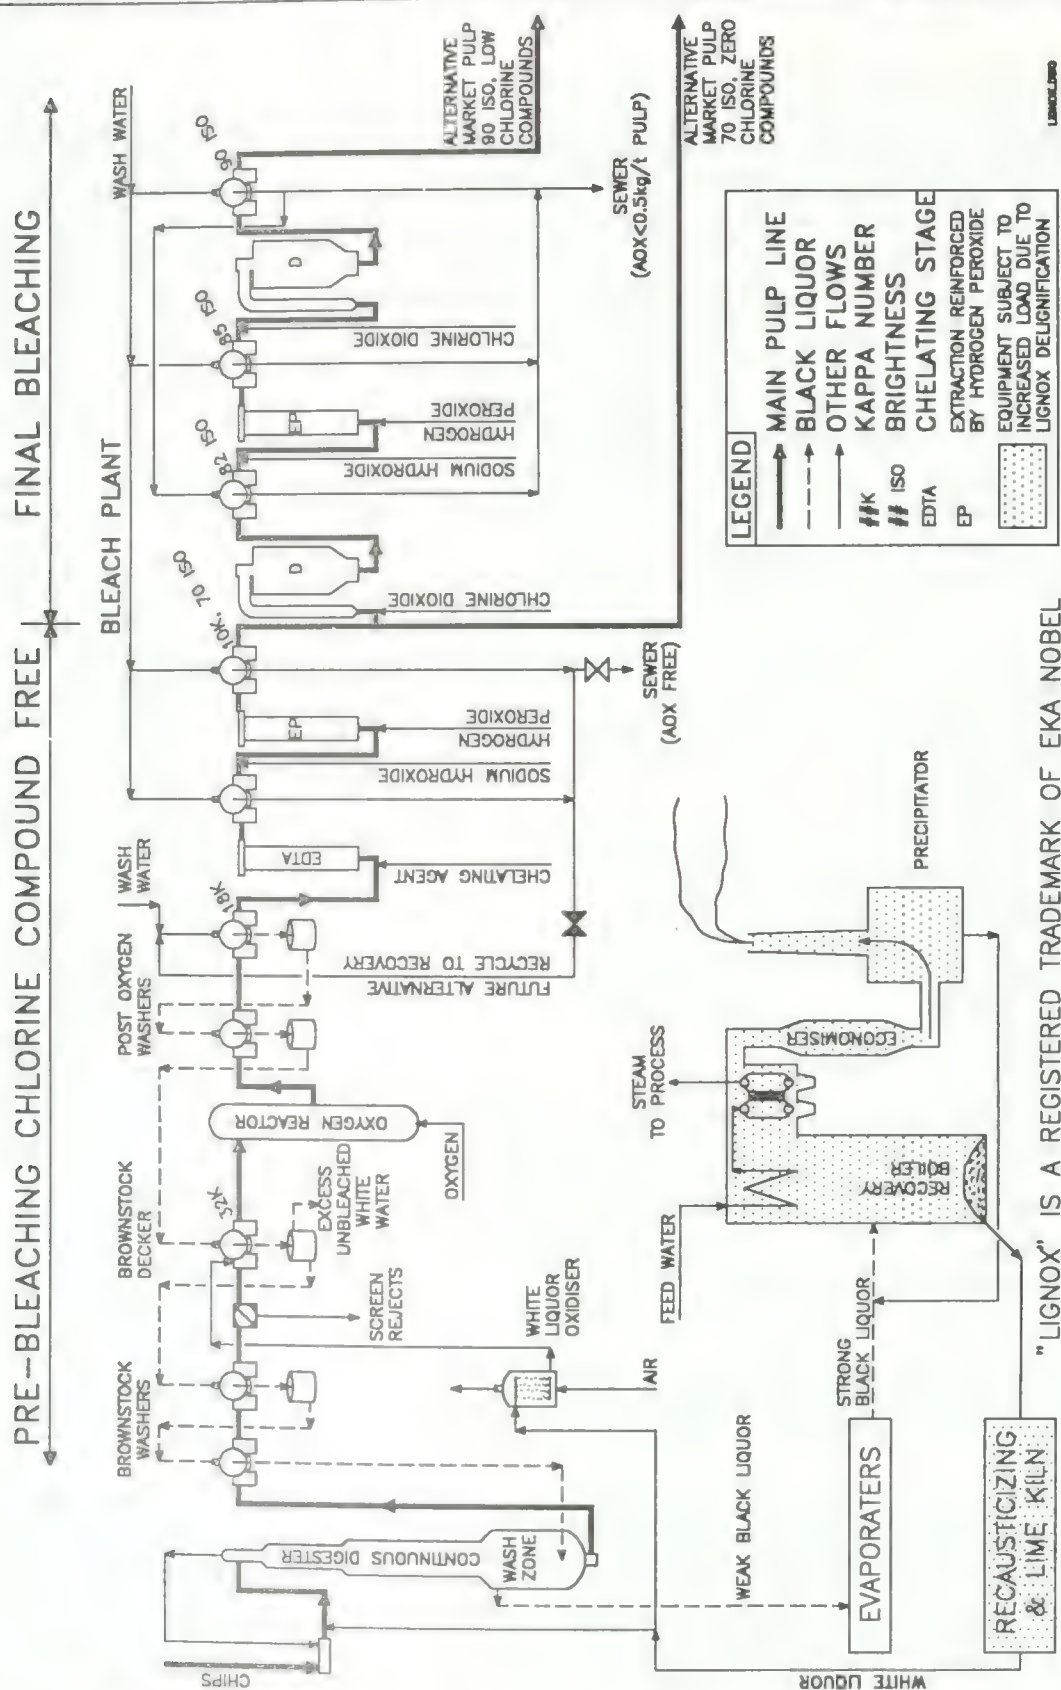 PRE-BLEACHING CHLORINE COMPOUND FREE
FINAL BLEACHING
BLEACH PLANT
CHIPS
CONTINUOUS DIGESTER
WASH
ZONE
BROWNSTOCK
WASHERS
SCREEN
REJECTS
BROWNSTOCK
DECKER
32K
EXCESS
UNBLEACHED
WHITE
WATER
OXYGEN REACTOR
OXYGEN
POST OXYGEN
WASHERS
WASH
WATER
18K
FUTURE ALTERNATIVE
RECYCLE TO RECOVERY
EDTA
CHELATING AGENT
SODIUM HYDROXIDE
EP
HYDROGEN
PEROXIDE
10K, 70 ISO
SEWER
(AOX FREE)
CHLORINE DIOXIDE
D
82 ISO
SODIUM HYDROXIDE
EP
HYDROGEN
PEROXIDE
85 ISO
CHLORINE DIOXIDE
D
90 ISO
WASH WATER
SEWER
(AOX<0.5kg/t PULP)
ALTERNATIVE
MARKET PULP
90 ISO, LOW
CHLORINE
COMPOUNDS
ALTERNATIVE
MARKET PULP
70 ISO, ZERO
CHLORINE
COMPOUNDS
WHITE
LIQUOR
OXIDISER
AIR
WEAK BLACK LIQUOR
EVAPORATERS
STRONG
BLACK LIQUOR
WHITE LIQUOR
RECAUSTICIZING
& LIME KILN
FEED WATER
STEAM
TO PROCESS
RECOVERY
BOILER
ECONOMISER
PRECIPITATOR
LEGEND
MAIN PULP LINE
BLACK LIQUOR
OTHER FLOWS
##K KAPPA NUMBER
## ISO BRIGHTNESS
EDTA CHELATING STAGE
EP EXTRACTION REINFORCED
BY HYDROGEN PEROXIDE
EQUIPMENT SUBJECT TO
INCREASED LOAD DUE TO
LIGNOX DELIGNIFICATION
"LIGNOX" IS A REGISTERED TRADEMARK OF EKA NOBEL